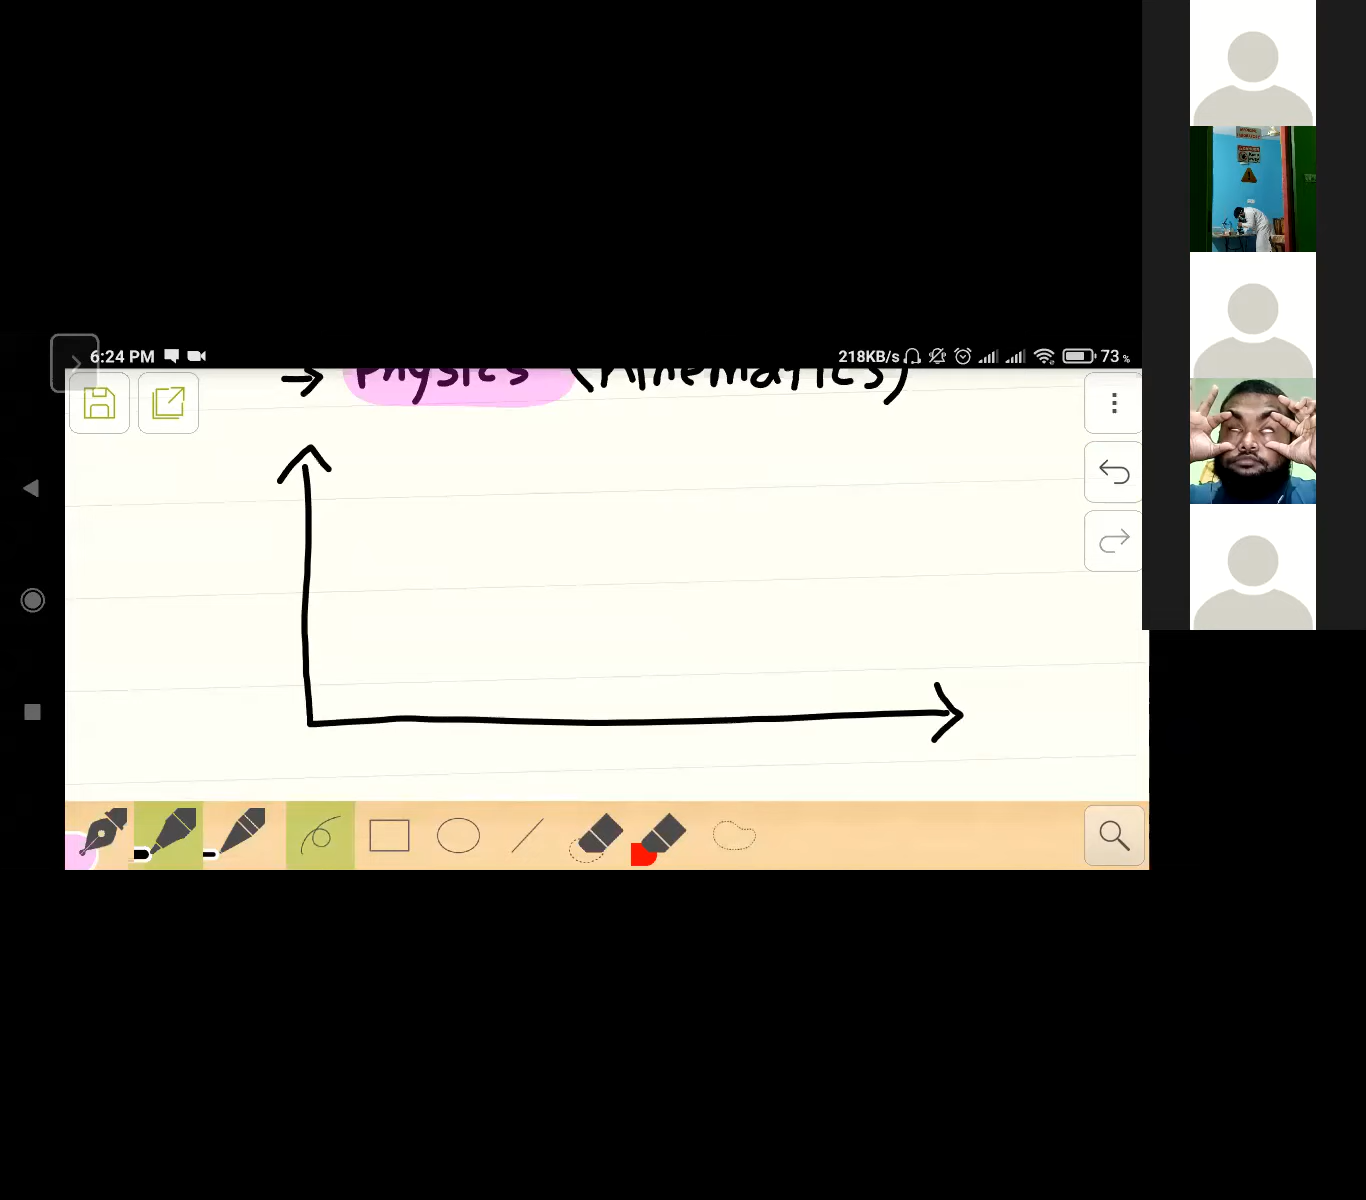 6:24 PM 218KB/s 73 %
→ Physics (Kinematics)